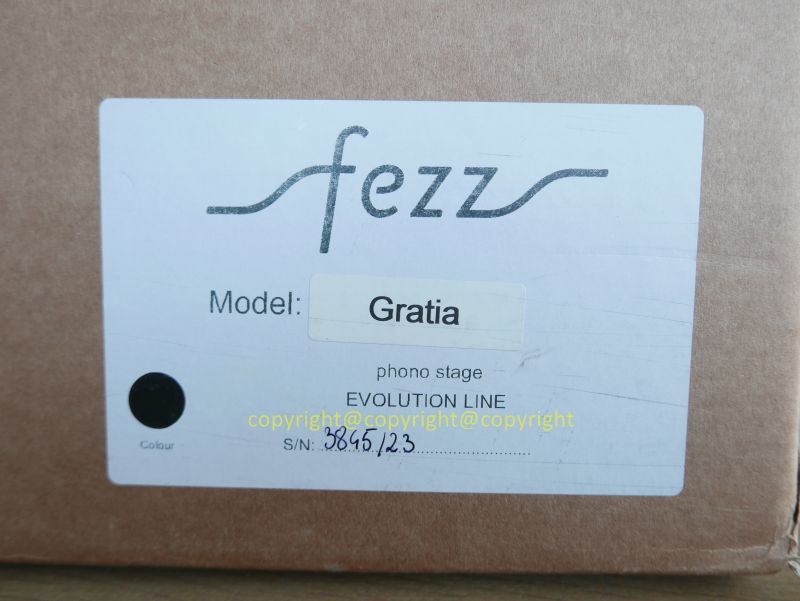 fezz
Model: Gratia
phono stage
EVOLUTION LINE
copyright@copyright@copyright
Colour
S/N: 3845/23